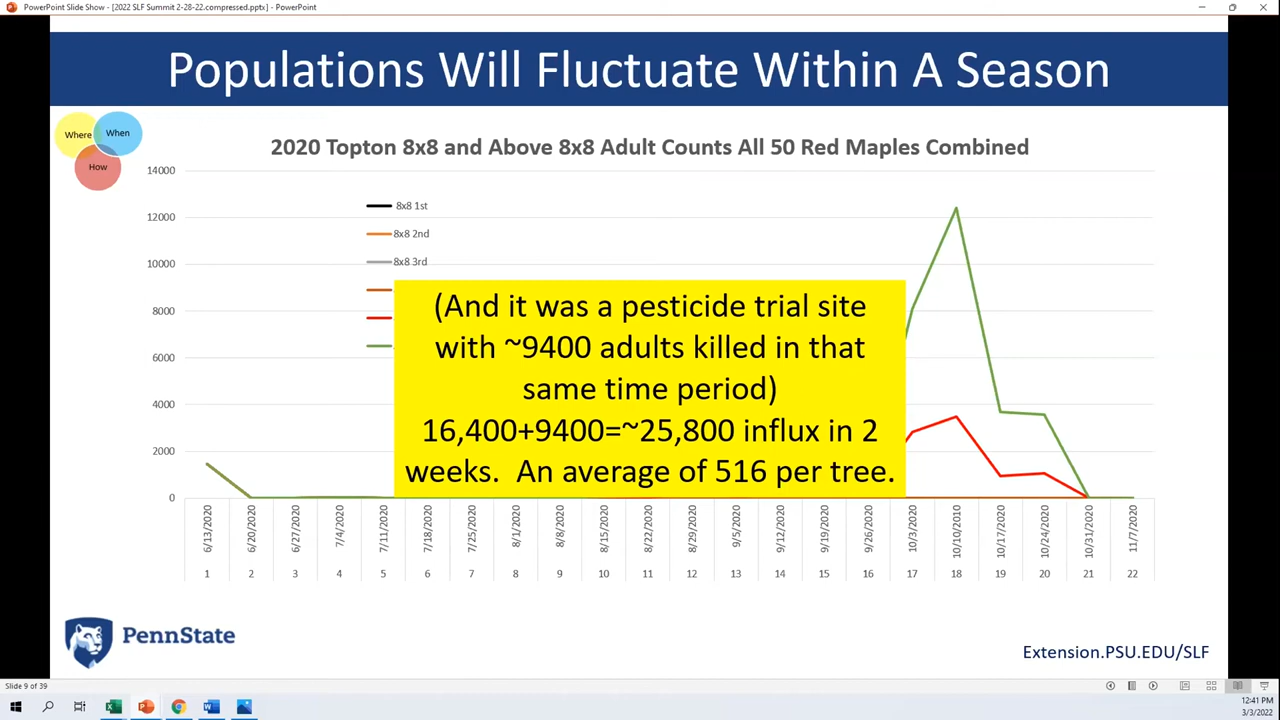 PowerPoint Slide Show - [2022 SLF Summit 2-28-22.compressed.pptx] - PowerPoint
Populations Will Fluctuate Within A Season
Where
When
How
2020 Topton 8x8 and Above 8x8 Adult Counts All 50 Red Maples Combined
14000
12000
10000
8000
6000
4000
2000
0
8x8 1st
8x8 2nd
8x8 3rd
(And it was a pesticide trial site
with ~9400 adults killed in that
same time period)
16,400+9400=~25,800 influx in 2
weeks. An average of 516 per tree.
6/13/2020 6/20/2020 6/27/2020 7/4/2020 7/11/2020 7/18/2020 7/25/2020 8/1/2020 8/8/2020 8/15/2020 8/22/2020 8/29/2020 9/5/2020 9/12/2020 9/19/2020 9/26/2020 10/3/2020 10/10/2010 10/17/2020 10/24/2020 10/31/2020 11/7/2020
1 2 3 4 5 6 7 8 9 10 11 12 13 14 15 16 17 18 19 20 21 22
PennState
Extension.PSU.EDU/SLF
Slide 9 of 39
12:41 PM
3/3/2022